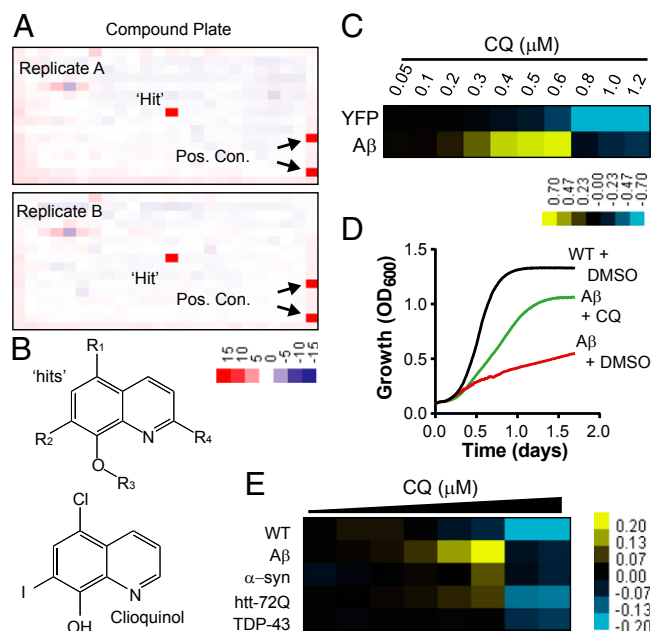 A
Compound Plate
Replicate A
'Hit'
Pos. Con.
Replicate B
'Hit'
Pos. Con.
15
10
5
0
-5
-10
-15
B
'hits'
R1
R2
R3
R4
O
N
Cl
I
N
OH
Clioquinol
C
CQ (μM)
0.05
0.1
0.2
0.3
0.4
0.5
0.6
0.8
1.0
1.2
YFP
Aβ
0.70
0.47
0.23
-0.00
-0.23
-0.47
-0.70
D
Growth (OD600)
1.5
1.0
0.5
0.0
0.0
0.5
1.0
1.5
2.0
Time (days)
WT +
DMSO
Aβ
+ CQ
Aβ
+ DMSO
E
CQ (μM)
WT
Aβ
α–syn
htt-72Q
TDP-43
0.20
0.13
0.07
0.00
-0.07
-0.13
-0.20